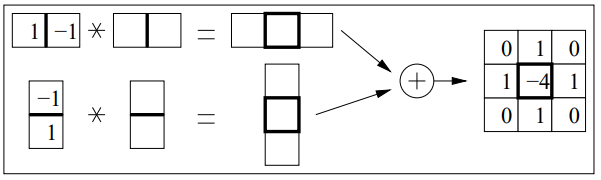 1 −1 * =
−1 1 * =
+
0 1 0
1 −4 1
0 1 0